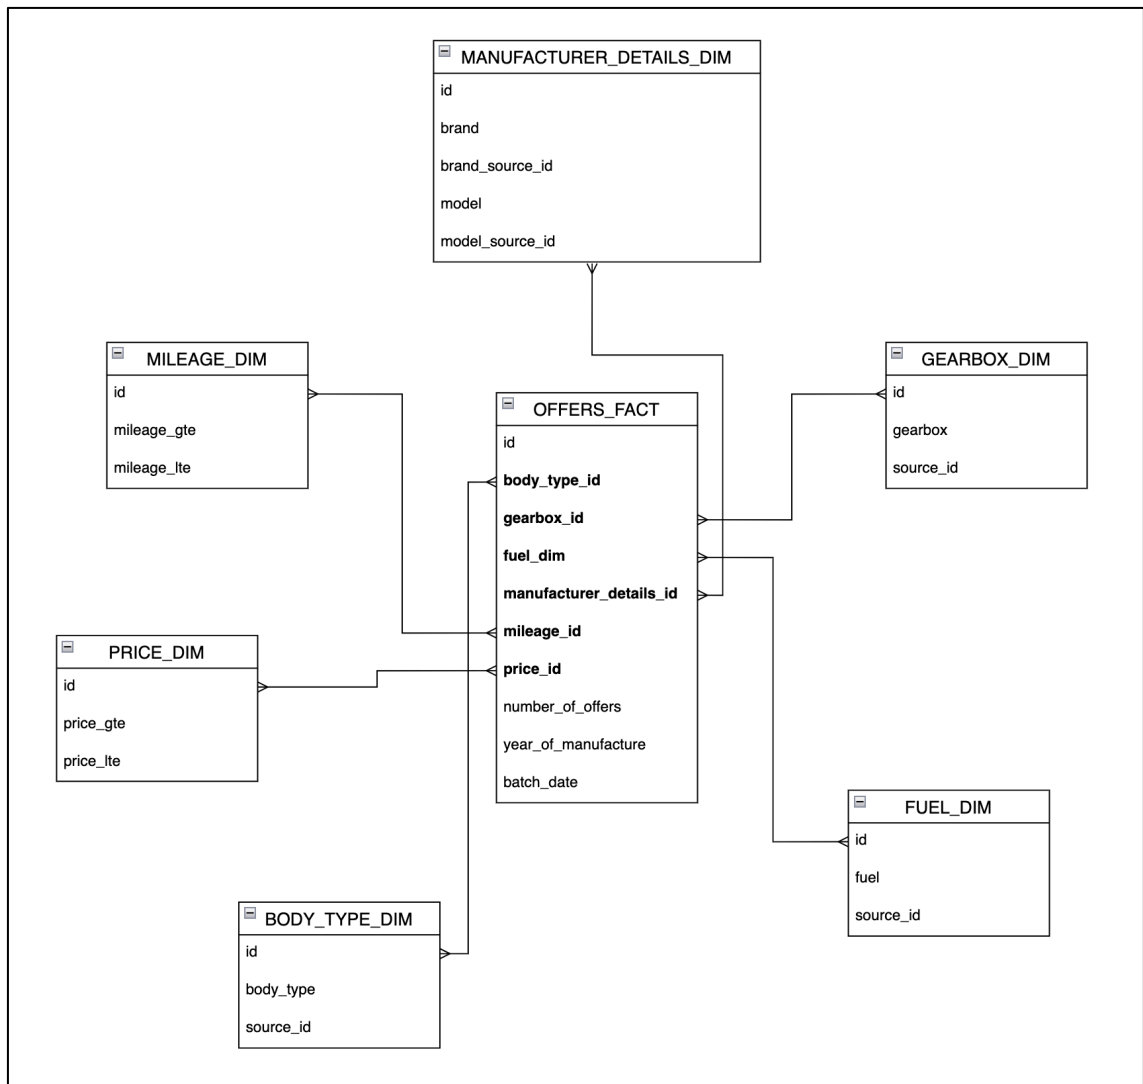 MANUFACTURER_DETAILS_DIM
id
brand
brand_source_id
model
model_source_id
MILEAGE_DIM
id
mileage_gte
mileage_lte
GEARBOX_DIM
id
gearbox
source_id
OFFERS_FACT
id
body_type_id
gearbox_id
fuel_dim
manufacturer_details_id
mileage_id
price_id
number_of_offers
year_of_manufacture
batch_date
PRICE_DIM
id
price_gte
price_lte
FUEL_DIM
id
fuel
source_id
BODY_TYPE_DIM
id
body_type
source_id